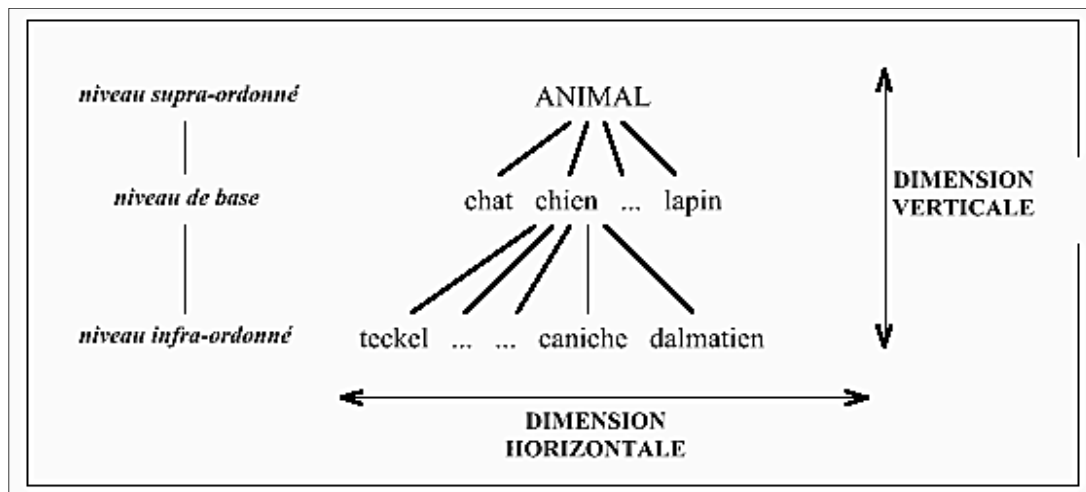 niveau supra-ordonné
ANIMAL
niveau de base
chat chien ... lapin
DIMENSION
VERTICALE
niveau infra-ordonné
teckel ... ... caniche dalmatien
DIMENSION
HORIZONTALE